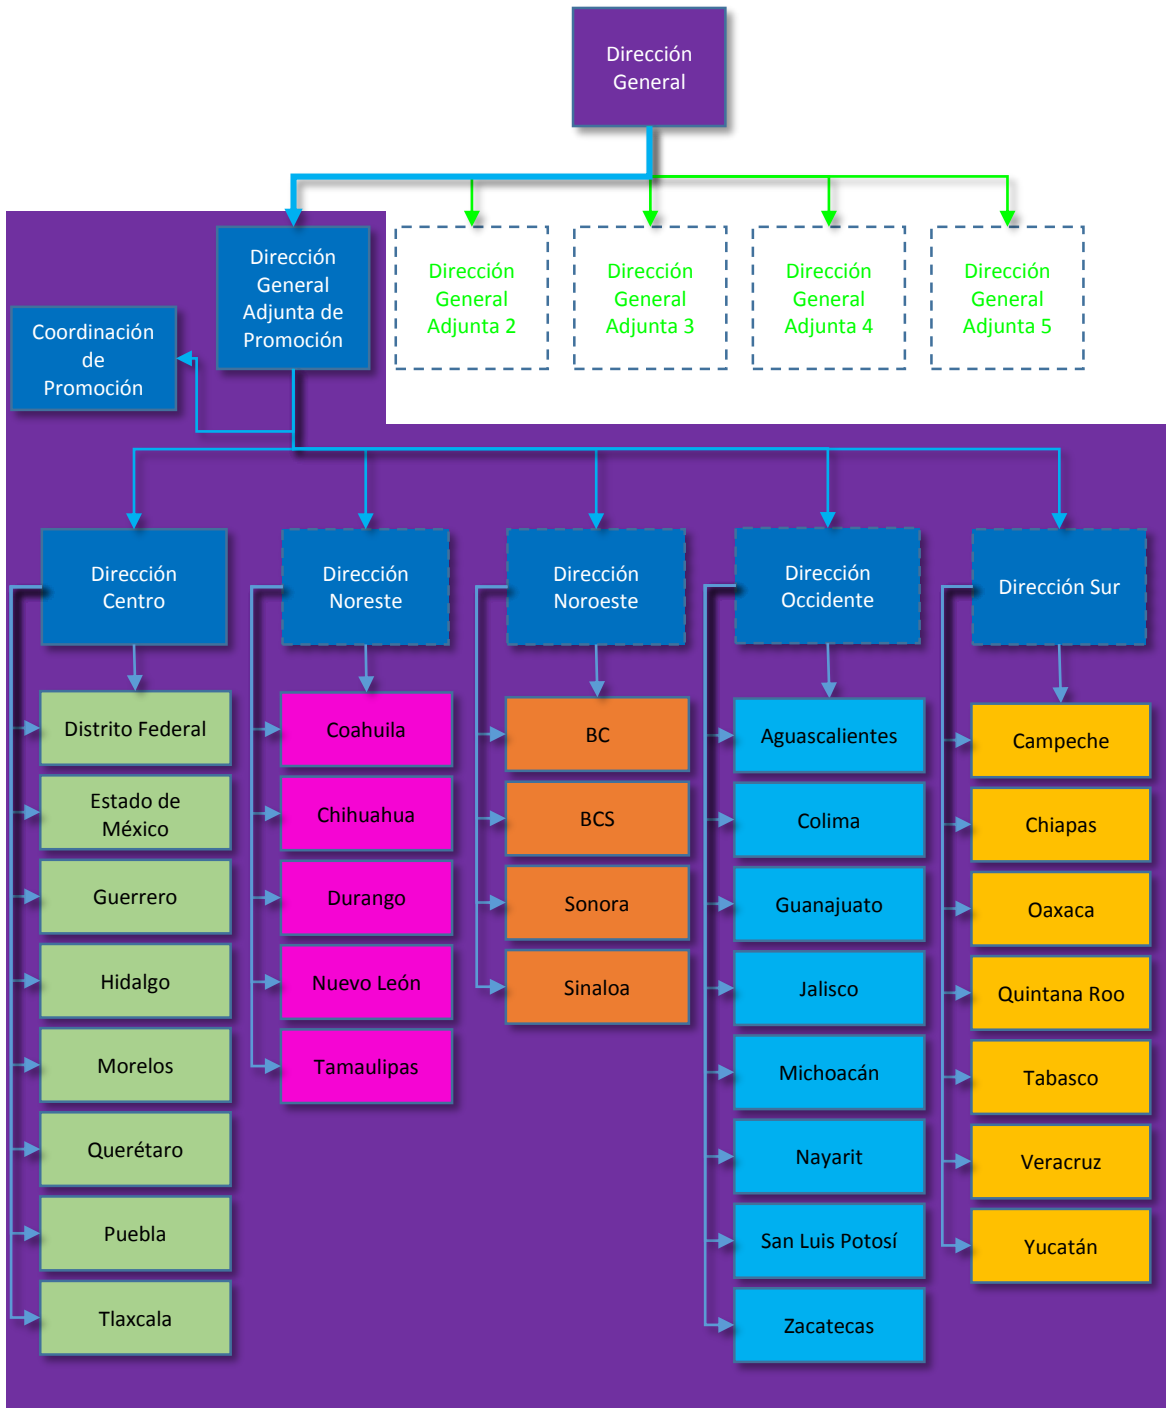 Dirección
General
Dirección
General
Adjunta de
Promoción
Dirección
General
Adjunta 2
Dirección
General
Adjunta 3
Dirección
General
Adjunta 4
Dirección
General
Adjunta 5
Coordinación
de
Promoción
Dirección
Centro
Dirección
Noreste
Dirección
Noroeste
Dirección
Occidente
Dirección Sur
Distrito Federal
Estado de
México
Guerrero
Hidalgo
Morelos
Querétaro
Puebla
Tlaxcala
Coahuila
Chihuahua
Durango
Nuevo León
Tamaulipas
BC
BCS
Sonora
Sinaloa
Aguascalientes
Colima
Guanajuato
Jalisco
Michoacán
Nayarit
San Luis Potosí
Zacatecas
Campeche
Chiapas
Oaxaca
Quintana Roo
Tabasco
Veracruz
Yucatán